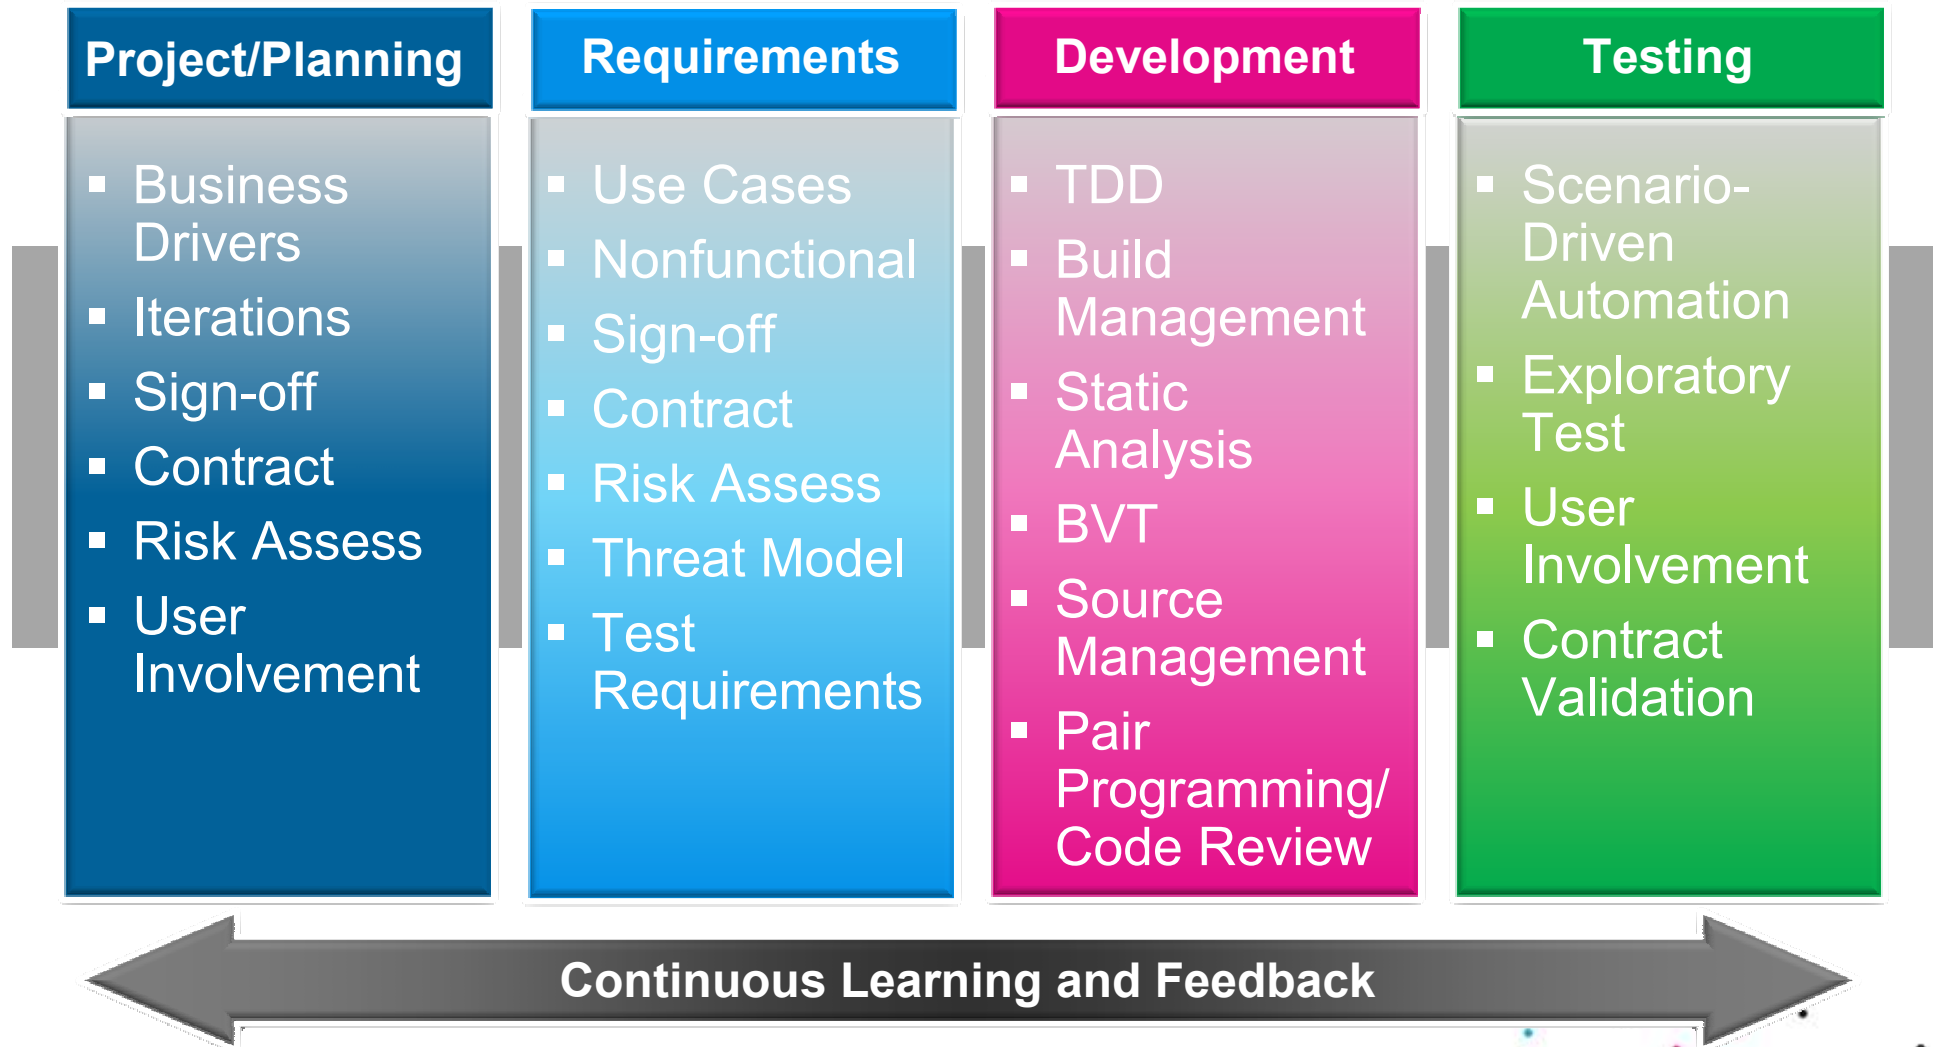 Project/Planning
Business
Drivers
Iterations
Sign-off
Contract
Risk Assess
User
Involvement
Requirements
Use Cases
Nonfunctional
Sign-off
Contract
Risk Assess
Threat Model
Test
Requirements
Development
TDD
Build
Management
Static
Analysis
BVT
Source
Management
Pair
Programming/
Code Review
Testing
Scenario-
Driven
Automation
Exploratory
Test
User
Involvement
Contract
Validation
Continuous Learning and Feedback